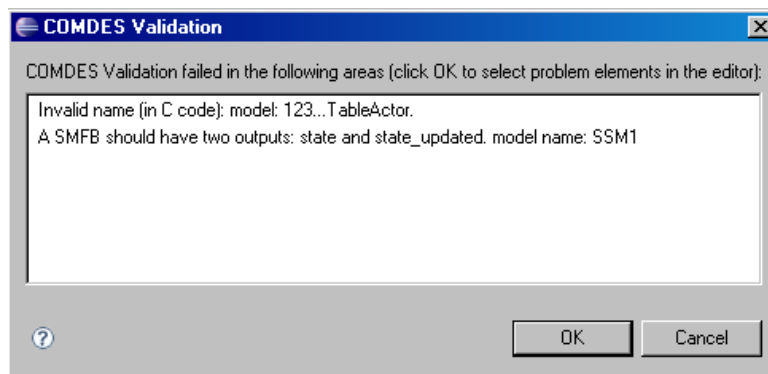 COMDES Validation
COMDES Validation failed in the following areas (click OK to select problem elements in the editor):
Invalid name (in C code): model: 123...TableActor.
A SMFB should have two outputs: state and state_updated. model name: SSM1
?
OK
Cancel